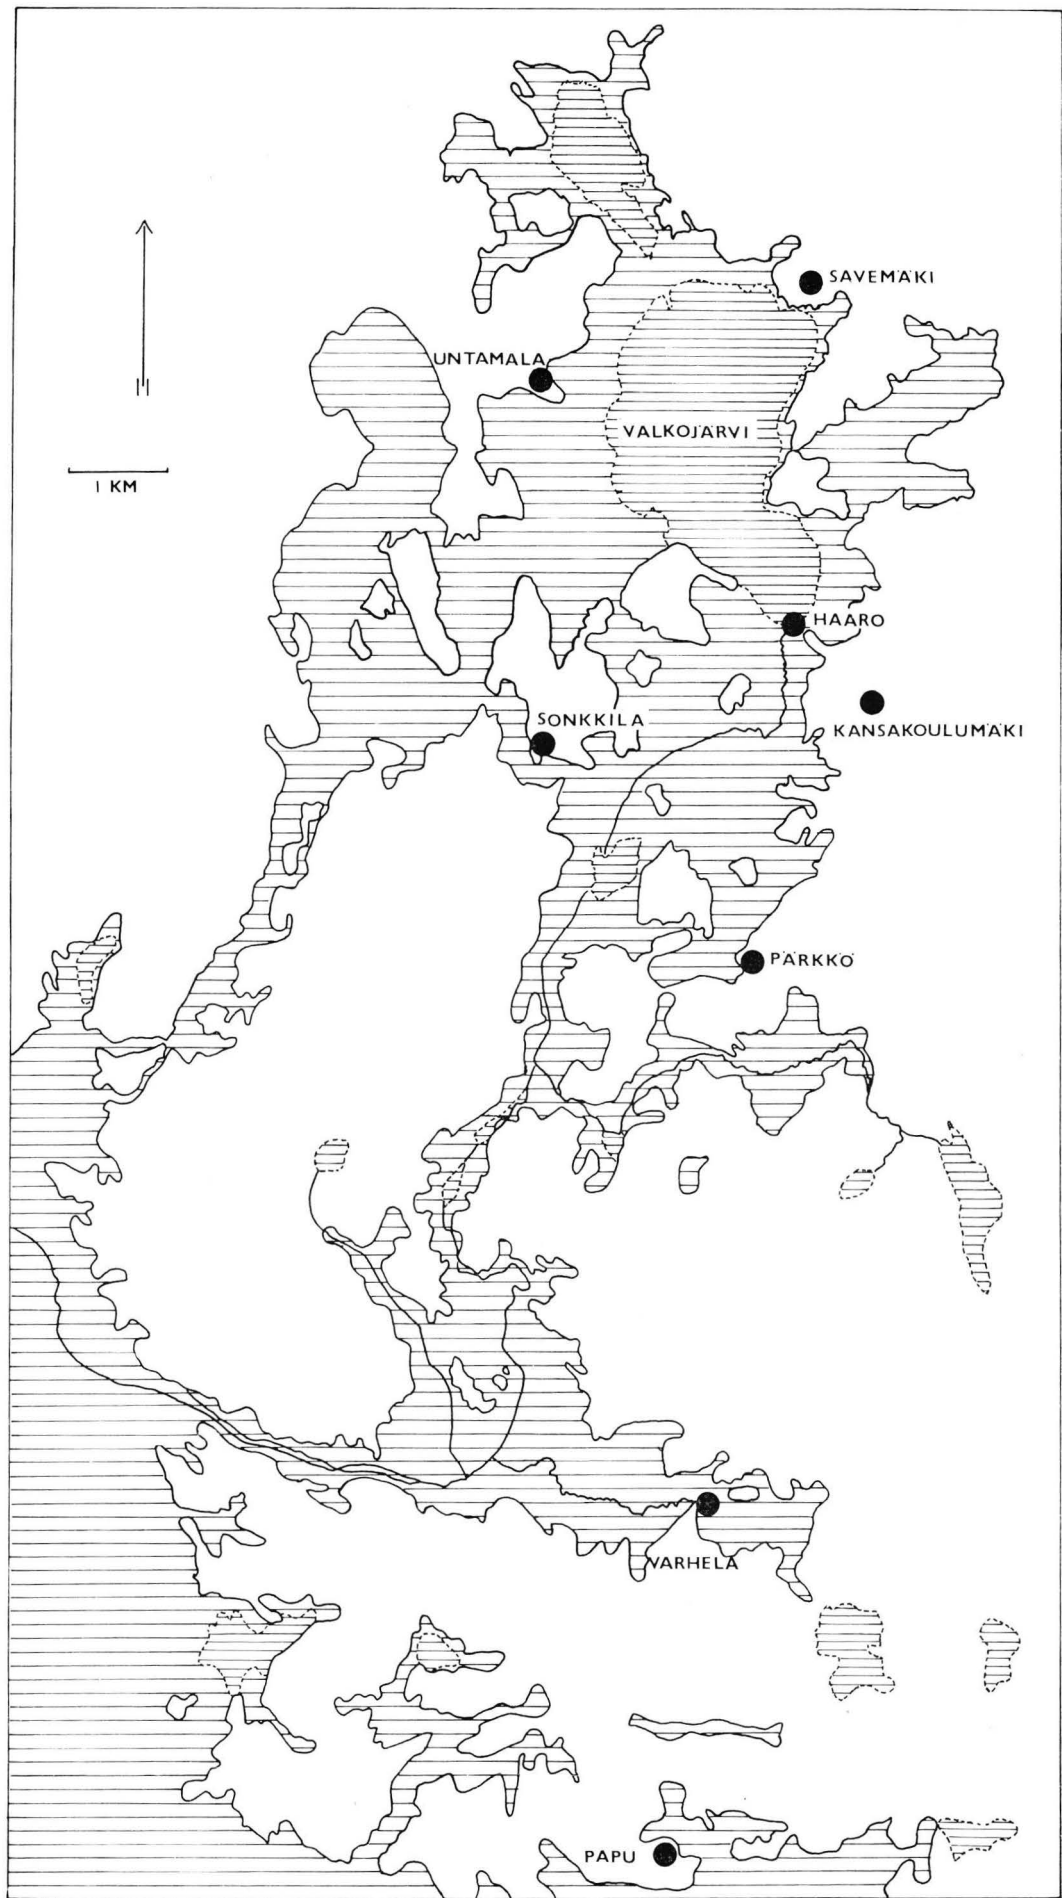 SAVEMÄKI
UNTAMALA
VALKOJÄRVI
1 KM
HAARO
SONKKILA
KANSAKOULUMÄKI
PÄRKKÖ
VARHELA
PAPU